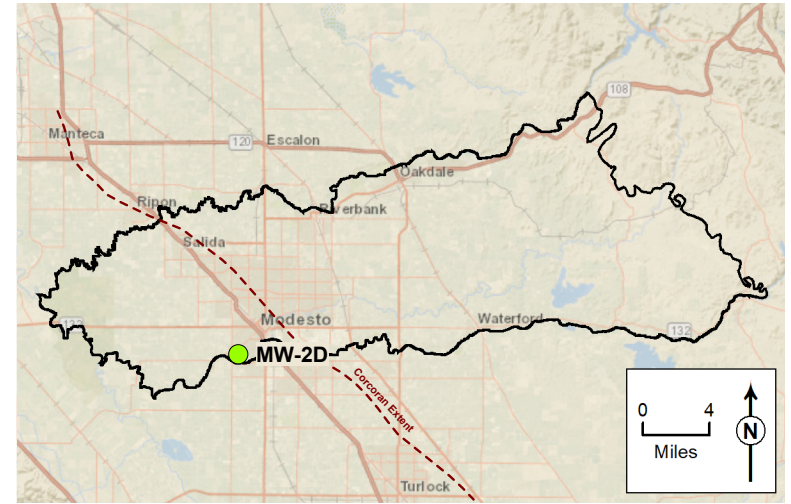 108
Manteca
120
Escalon
Oakdale
Ripon
Riverbank
Salida
132
Modesto
Waterford
132
MW-2D
Corcoran Extent
Turlock
0 4
Miles
N